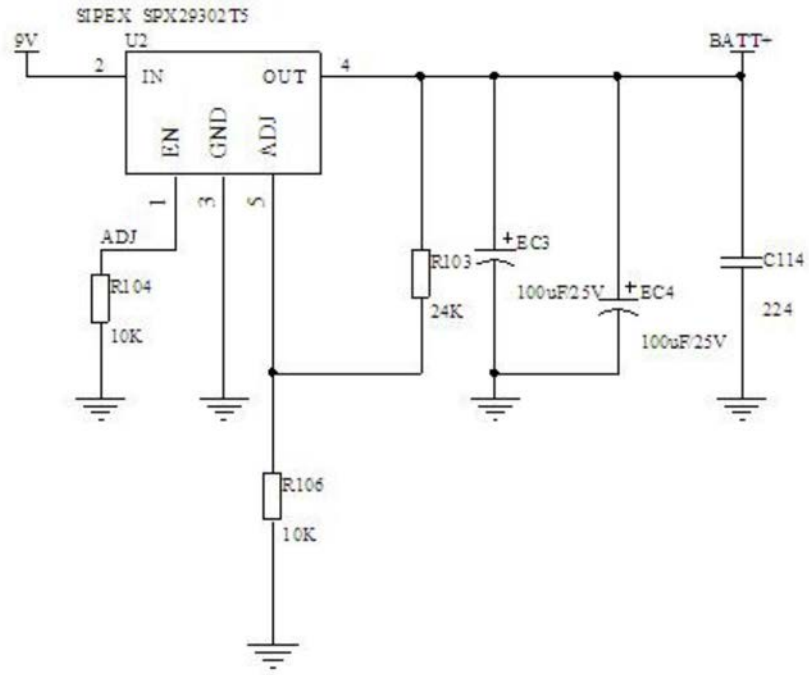 SIPEX SPX29302T5
9V
U2
BATT+
2
IN
OUT
4
EN
GND
ADJ
1
3
5
ADJ
R104
10K
R103
24K
+
EC3
100uF/25V
+
EC4
100uF/25V
C114
224
R106
10K